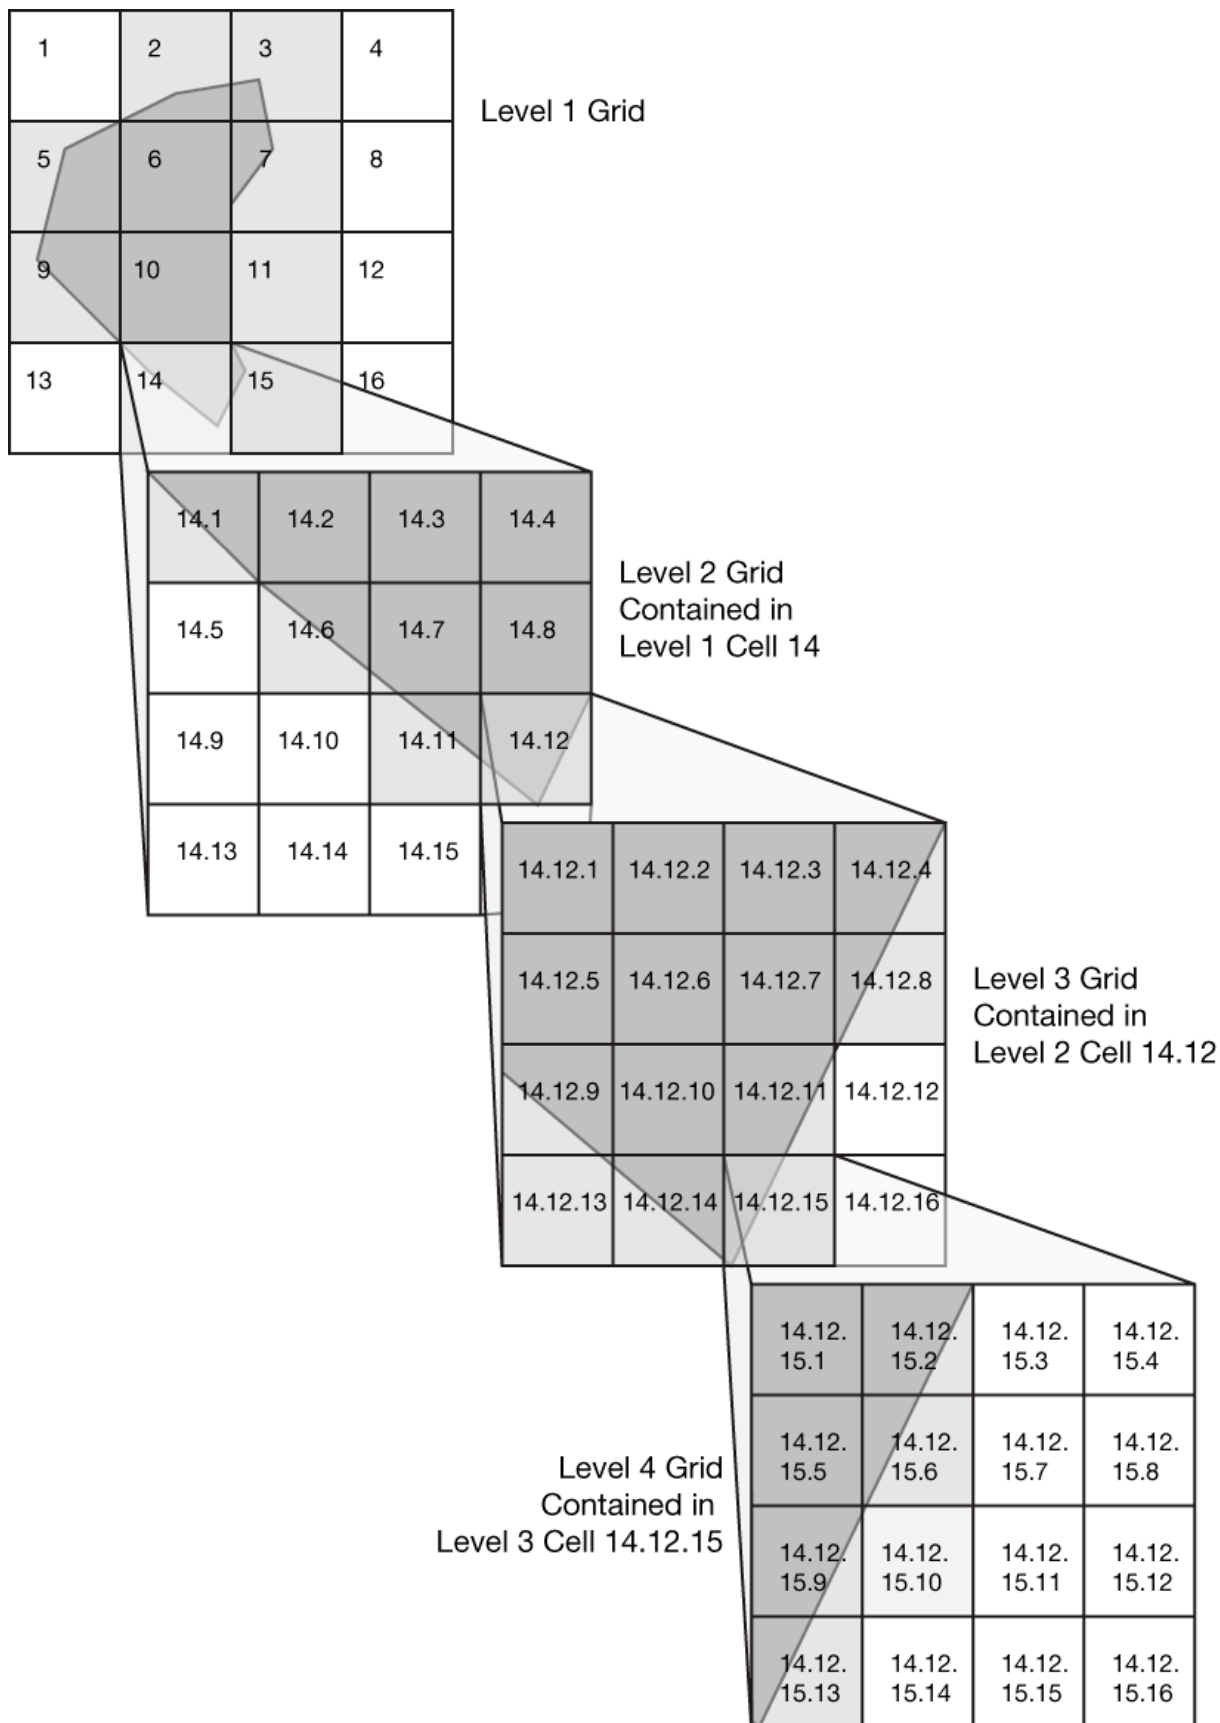 1 2 3 4
Level 1 Grid
5 6 7 8
9 10 11 12
13 14 15 16
14.1 14.2 14.3 14.4
Level 2 Grid
Contained in
Level 1 Cell 14
14.5 14.6 14.7 14.8
14.9 14.10 14.11 14.12
14.13 14.14 14.15
14.12.1 14.12.2 14.12.3 14.12.4
14.12.5 14.12.6 14.12.7 14.12.8
Level 3 Grid
Contained in
Level 2 Cell 14.12
14.12.9 14.12.10 14.12.11 14.12.12
14.12.13 14.12.14 14.12.15 14.12.16
14.12. 14.12. 14.12. 14.12.
15.1 15.2 15.3 15.4
14.12. 14.12. 14.12. 14.12.
15.5 15.6 15.7 15.8
Level 4 Grid
Contained in
Level 3 Cell 14.12.15
14.12. 14.12. 14.12. 14.12.
15.9 15.10 15.11 15.12
14.12. 14.12. 14.12. 14.12.
15.13 15.14 15.15 15.16